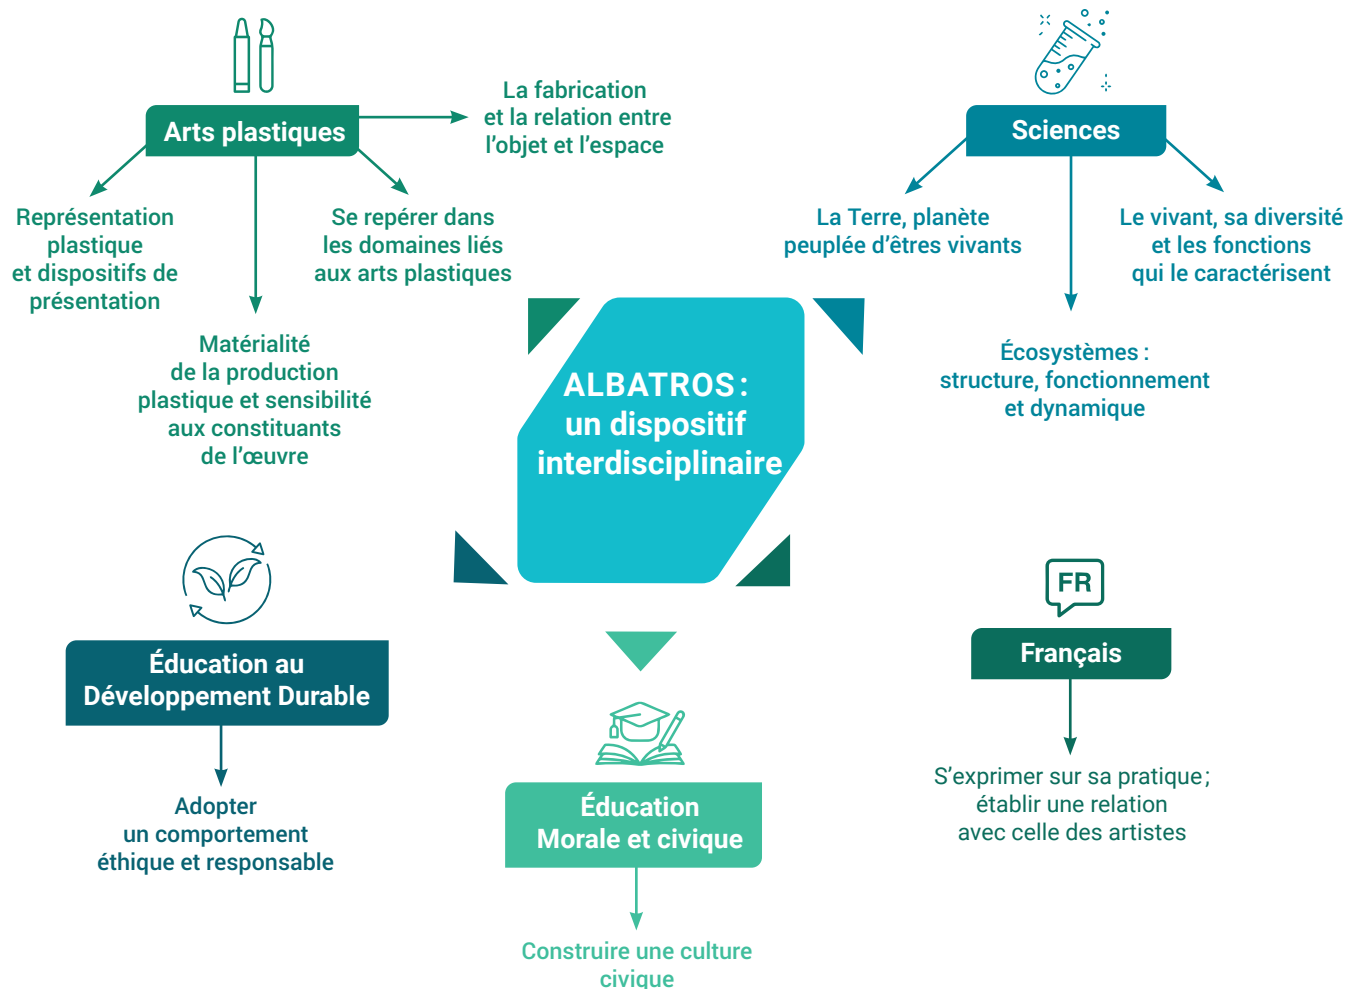 Arts plastiques
La fabrication
et la relation entre
l’objet et l’espace
Représentation
plastique
et dispositifs de
présentation
Matérialité
de la production
plastique et sensibilité
aux constituants
de l’œuvre
Se repérer dans
les domaines liés
aux arts plastiques
Sciences
La Terre, planète
peuplée d’êtres vivants
Écosystèmes :
structure, fonctionnement
et dynamique
Le vivant, sa diversité
et les fonctions
qui le caractérisent
ALBATROS :
un dispositif
interdisciplinaire
Éducation au
Développement Durable
Adopter
un comportement
éthique et responsable
Éducation
Morale et civique
Construire une culture
civique
FR
Français
S’exprimer sur sa pratique ;
établir une relation
avec celle des artistes